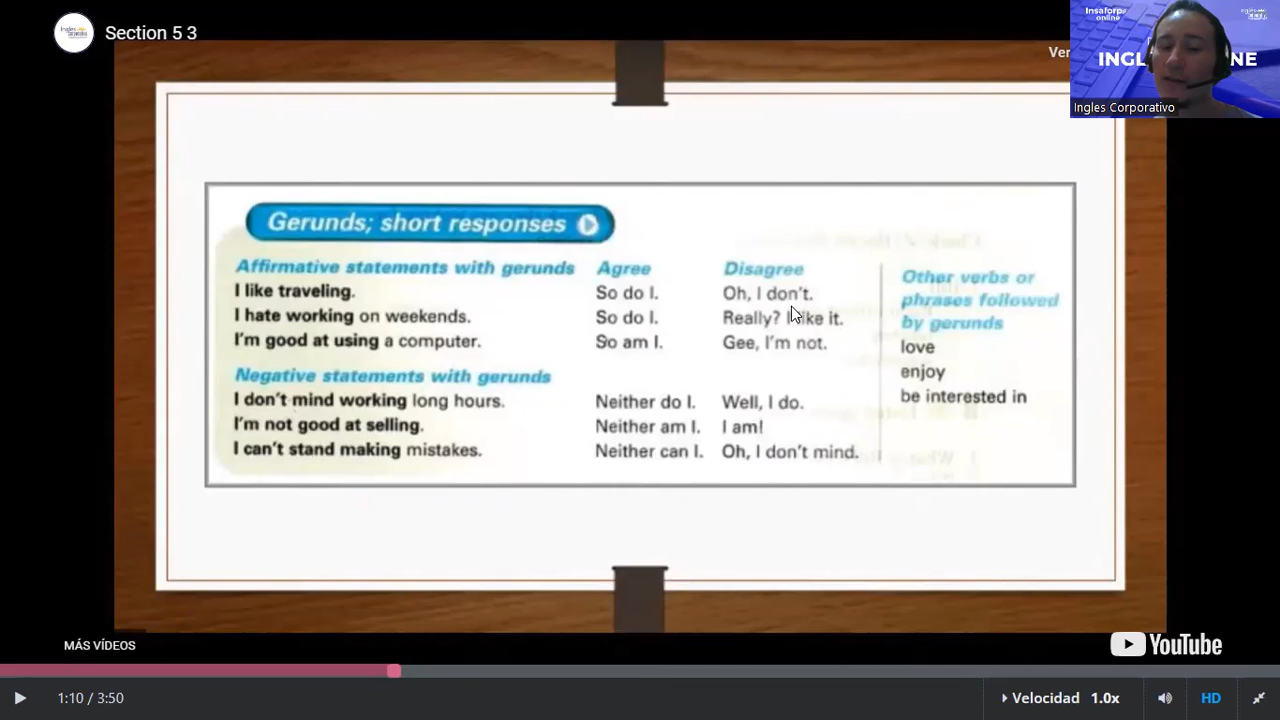 Section 5 3
Insaforp
online
INGL NE
Ingles Corporativo
Gerunds; short responses
Affirmative statements with gerunds Agree Disagree
I like traveling. So do I. Oh, I don't.
I hate working on weekends. So do I. Really? I like it.
I'm good at using a computer. So am I. Gee, I'm not.
Negative statements with gerunds
I don't mind working long hours. Neither do I. Well, I do.
I'm not good at selling. Neither am I. I am!
I can't stand making mistakes. Neither can I. Oh, I don't mind.
Other verbs or
phrases followed
by gerunds
love
enjoy
be interested in
MÁS VÍDEOS
YouTube
1:10 / 3:50
Velocidad 1.0x
HD